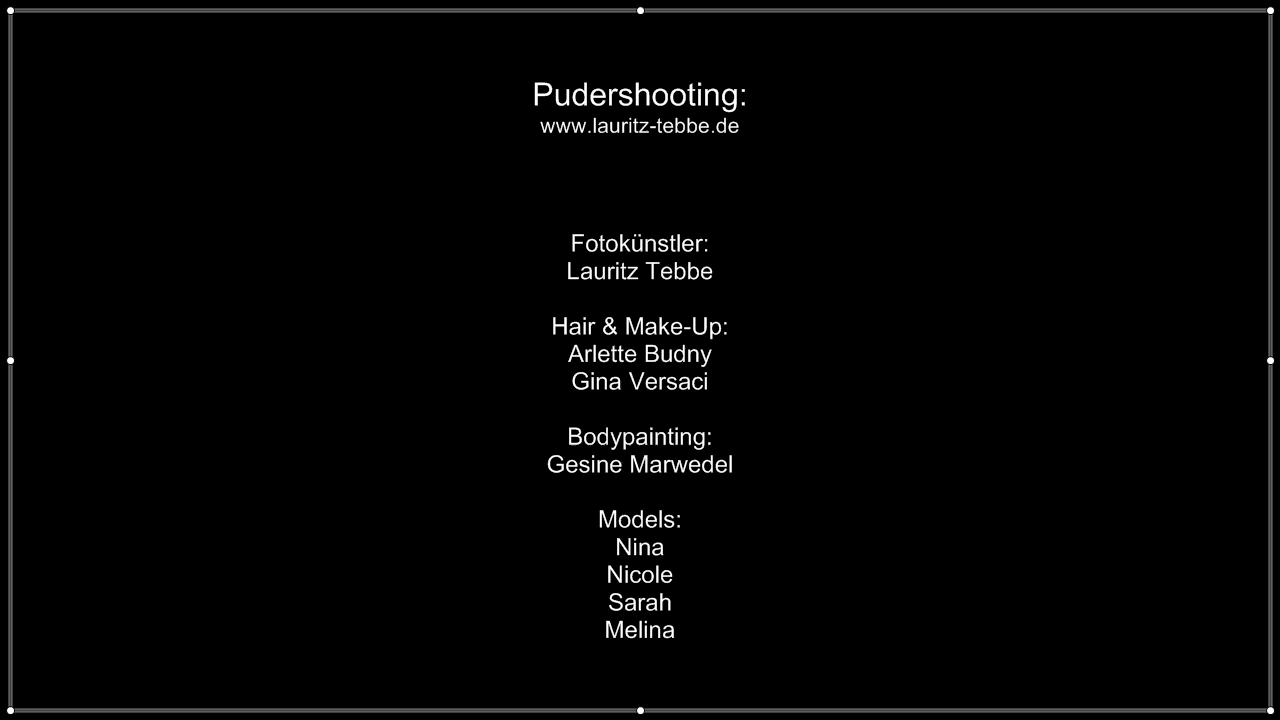 Pudershooting:
www.lauritz-tebbe.de
Fotokünstler:
Lauritz Tebbe
Hair & Make-Up:
Arlette Budny
Gina Versaci
Bodypainting:
Gesine Marwedel
Models:
Nina
Nicole
Sarah
Melina